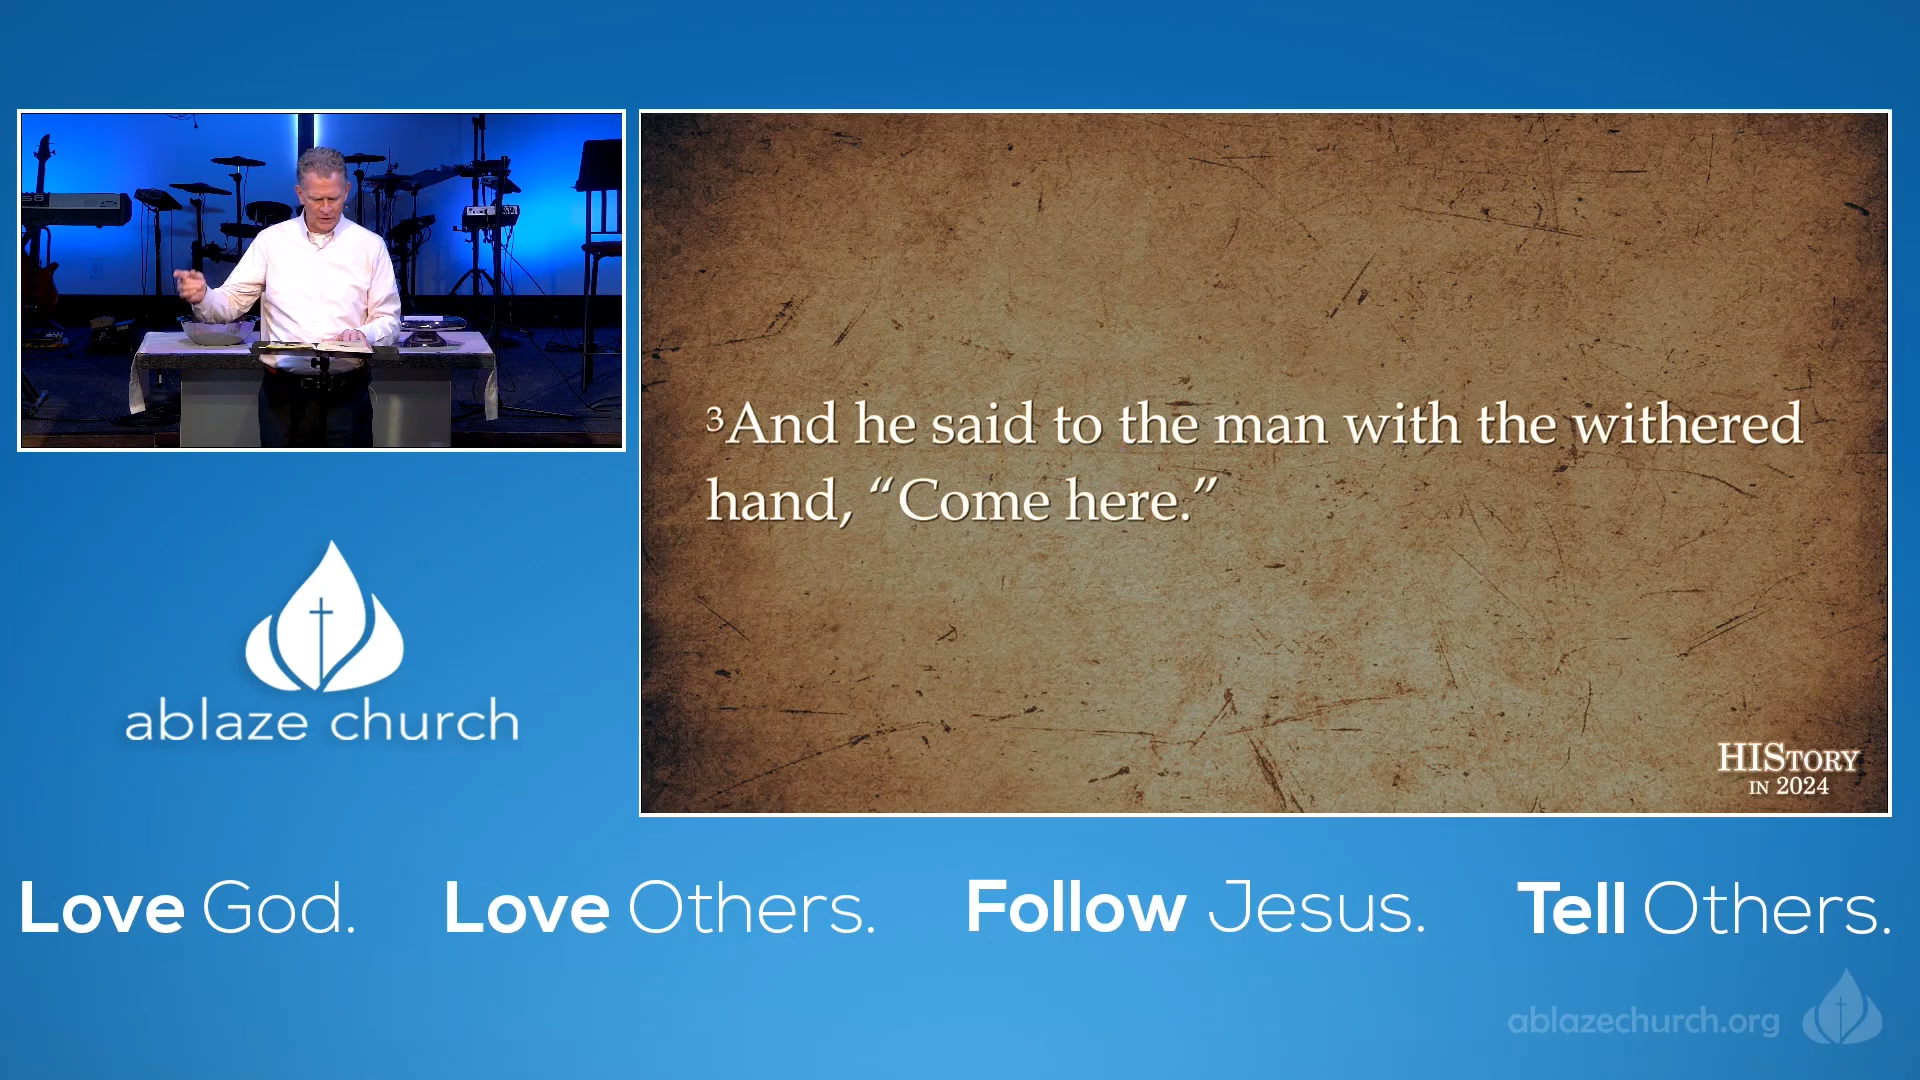 ³And he said to the man with the withered
hand, “Come here.”
HIStory
in 2024
ablaze church
Love God.
Love Others.
Follow Jesus.
Tell Others.
ablazechurch.org